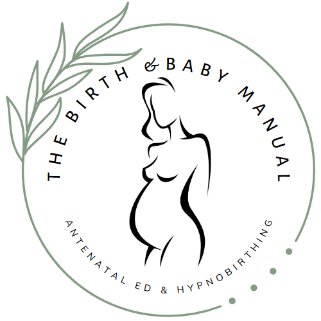 THE BIRTH & BABY MANUAL
ANTENATAL ED & HYPNOBIRTHING